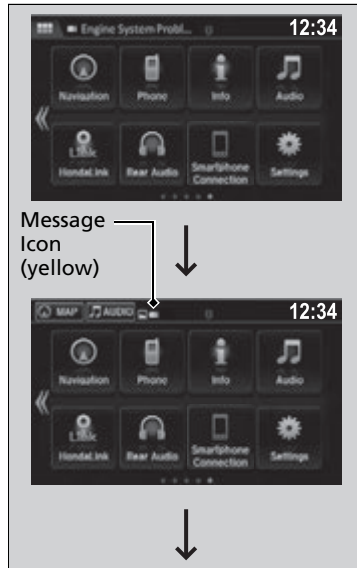 Engine System Probl... 12:34
Navigation Phone Info Audio
HondaLink Rear Audio Smartphone
Connection Settings
Message
Icon
(yellow)
MAP AUDIO 12:34
Navigation Phone Info Audio
HondaLink Rear Audio Smartphone
Connection Settings